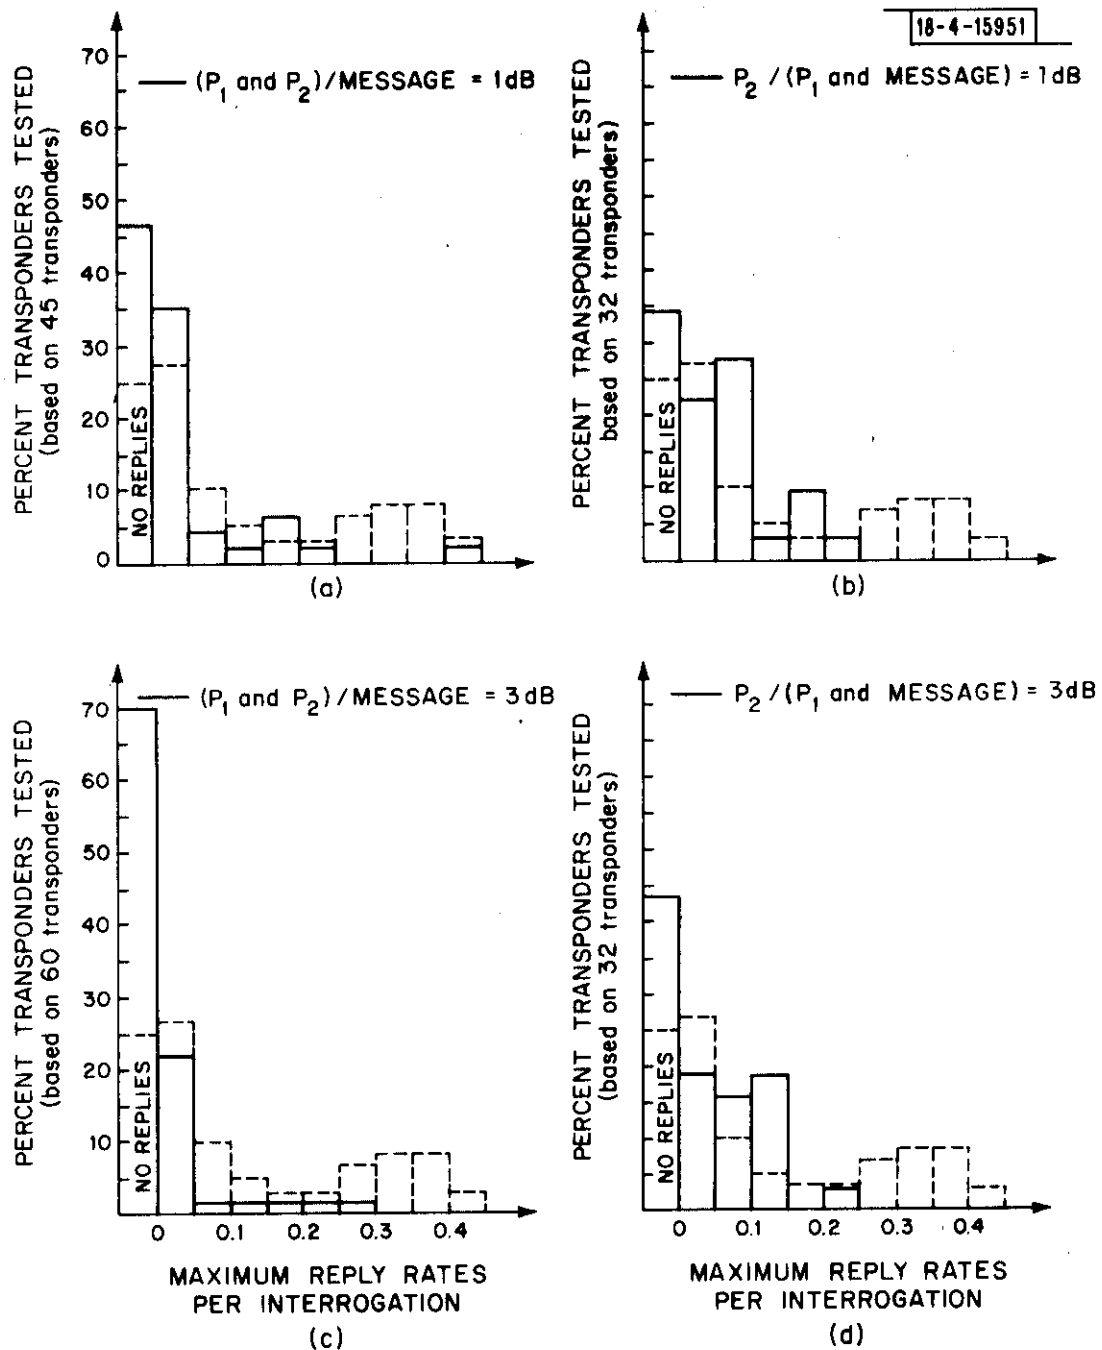 18-4-15951
PERCENT TRANSPONDERS TESTED
(based on 45 transponders)
70
60
50
40
30
20
10
0
(P1 and P2)/MESSAGE = 1dB
NO REPLIES
(a)
PERCENT TRANSPONDERS TESTED
based on 32 transponders)
P2 /(P1 and MESSAGE) = 1dB
NO REPLIES
(b)
PERCENT TRANSPONDERS TESTED
(based on 60 transponders)
70
60
50
40
30
20
10
(P1 and P2)/MESSAGE = 3dB
NO REPLIES
0 0.1 0.2 0.3 0.4
MAXIMUM REPLY RATES
PER INTERROGATION
(c)
PERCENT TRANSPONDERS TESTED
(based on 32 transponders)
P2 /(P1 and MESSAGE) = 3dB
NO REPLIES
0 0.1 0.2 0.3 0.4
MAXIMUM REPLY RATES
PER INTERROGATION
(d)